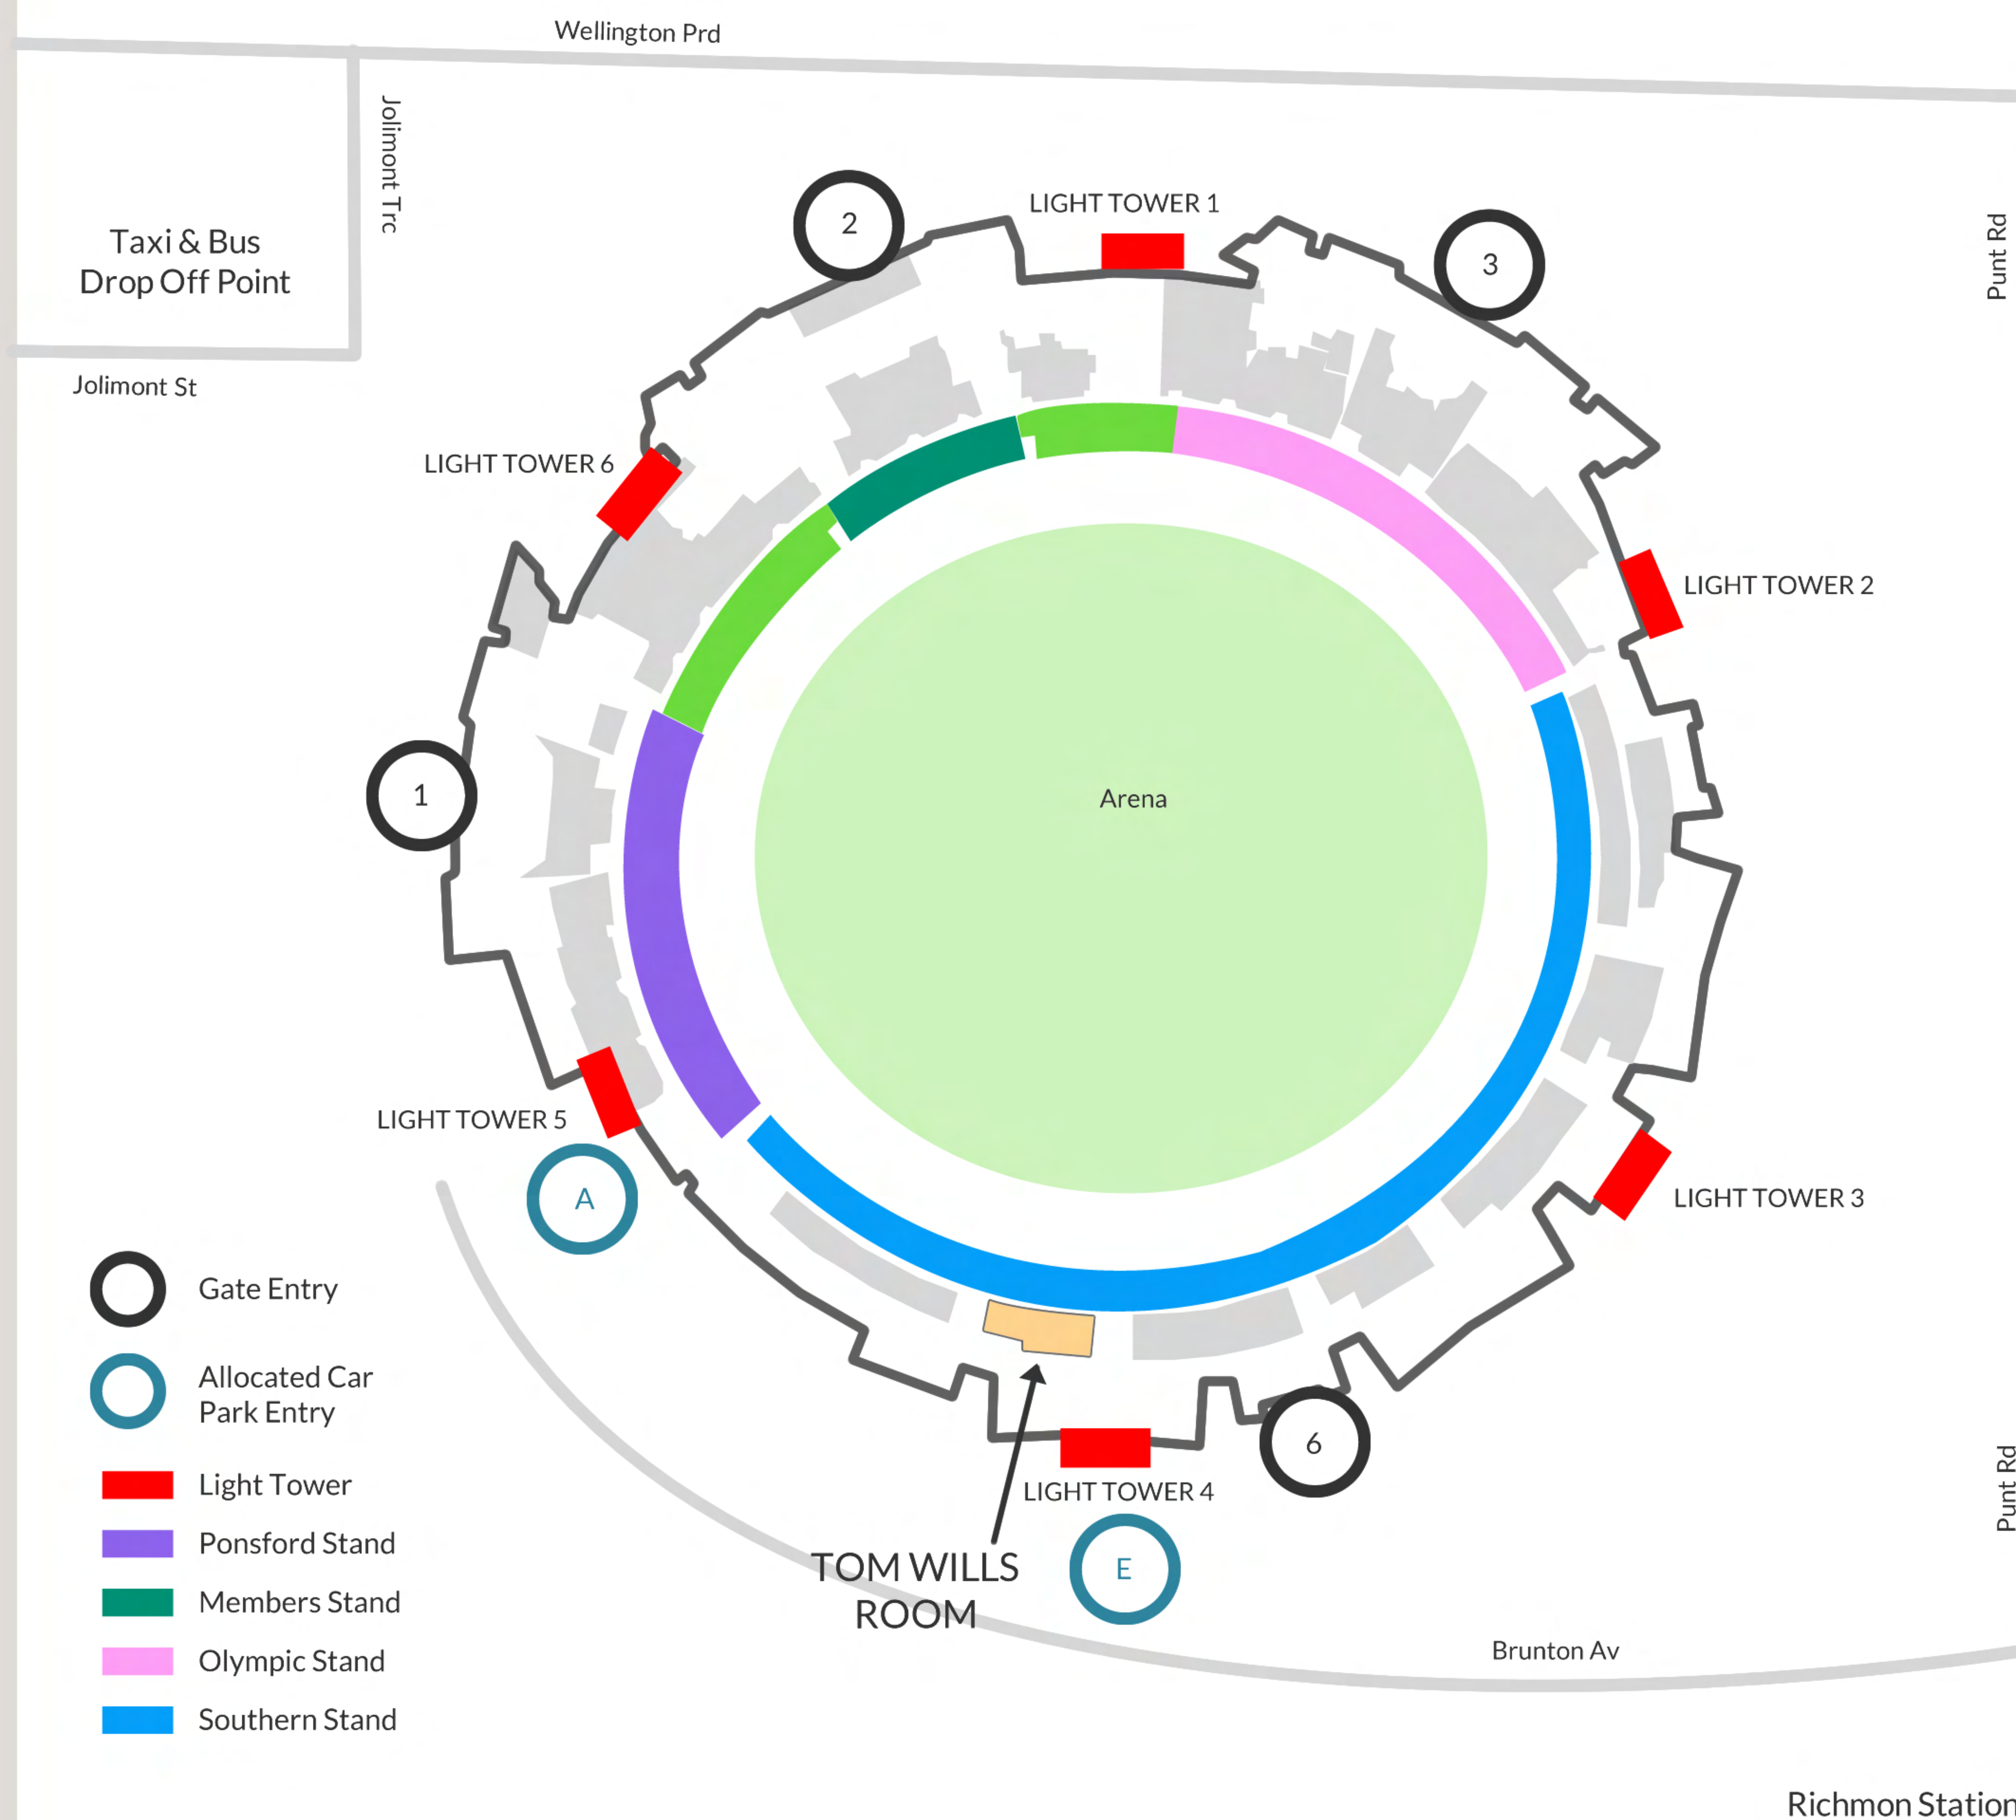 Wellington Prd
Jolimont Trc
Taxi & Bus
Drop Off Point
Jolimont St
Punt Rd
2
LIGHT TOWER 1
3
LIGHT TOWER 6
LIGHT TOWER 2
1
Arena
LIGHT TOWER 5
A
LIGHT TOWER 3
6
LIGHT TOWER 4
TOM WILLS
ROOM
E
Brunton Av
Punt Rd
Gate Entry
Allocated Car
Park Entry
Light Tower
Ponsford Stand
Members Stand
Olympic Stand
Southern Stand
Richmon Station